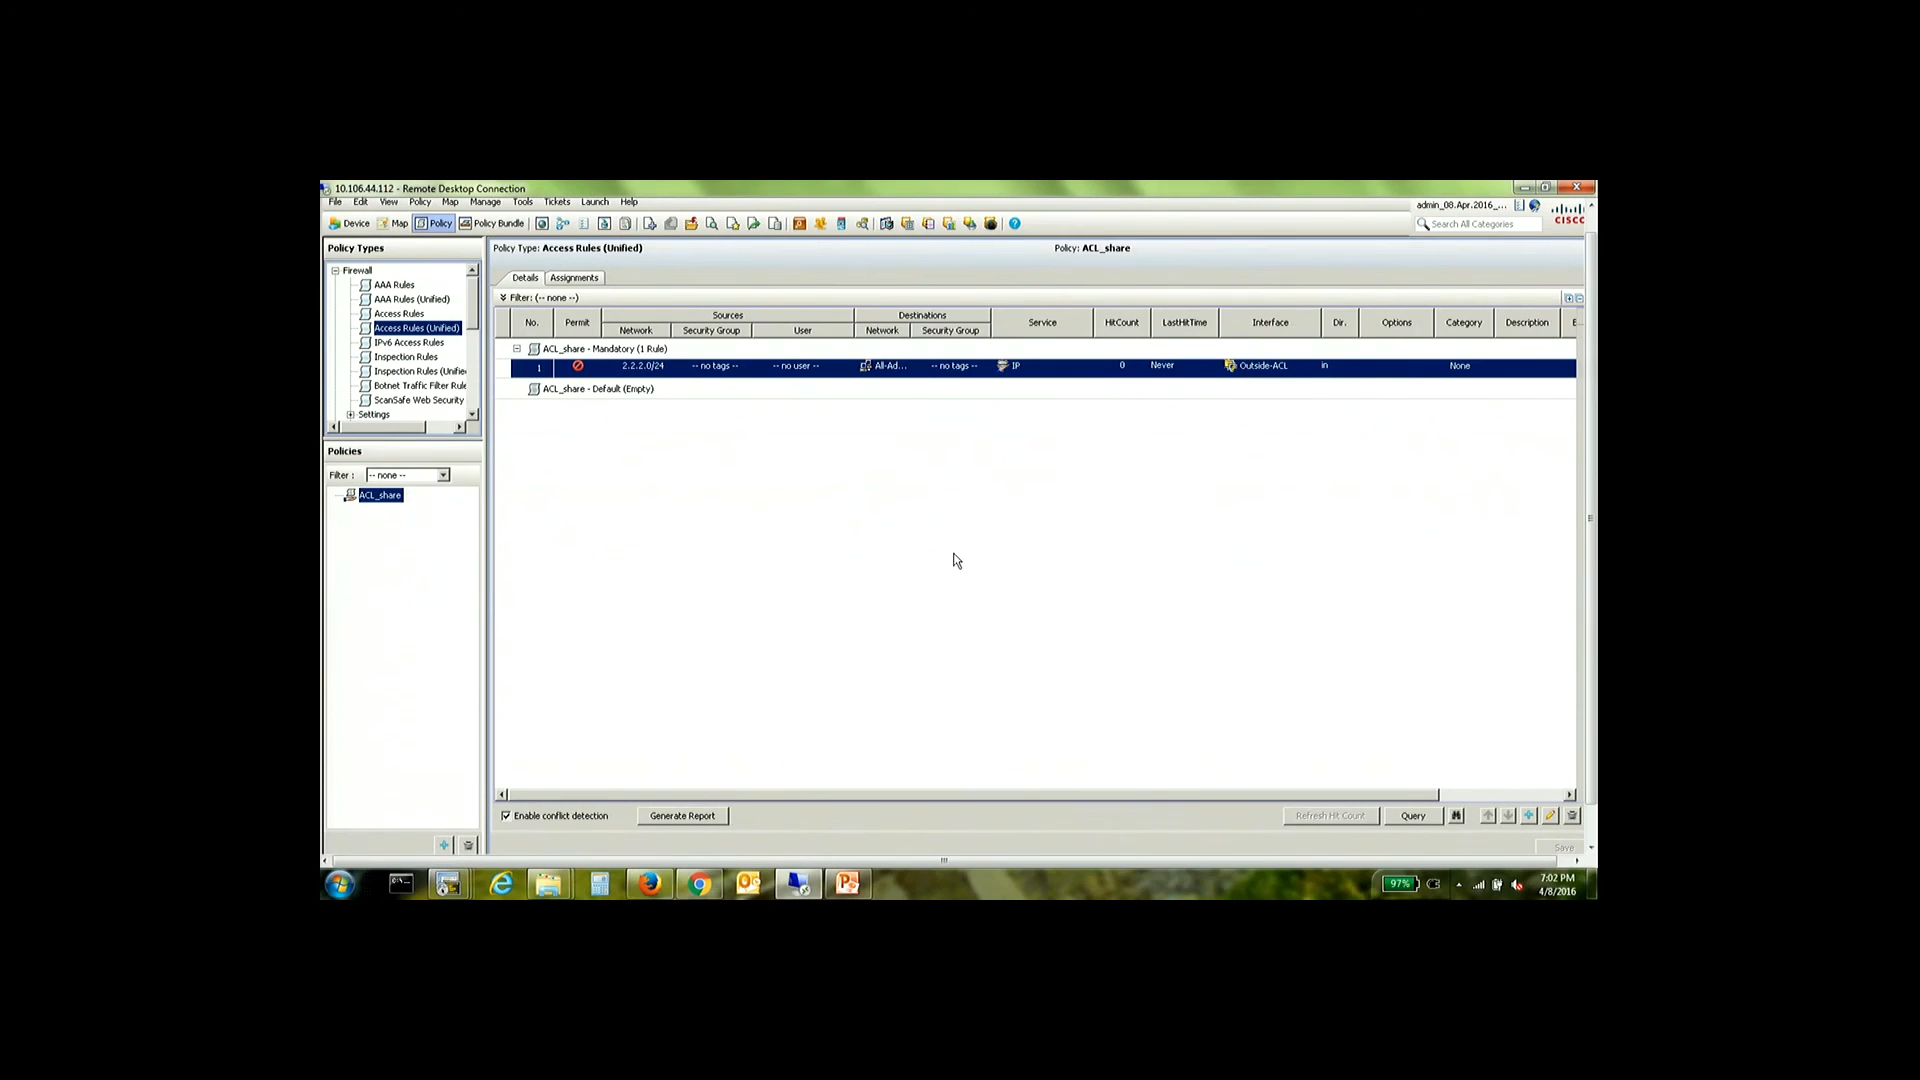 10.106.44.112 - Remote Desktop Connection
File Edit View Policy Map Manage Tools Tickets Launch Help
admin_08.Apr.2016_...
Device Map Policy Policy Bundle
Search All Categories
CISCO
Policy Types
Firewall
AAA Rules
AAA Rules (Unified)
Access Rules
Access Rules (Unified)
IPv6 Access Rules
Inspection Rules
Inspection Rules (Unifie
Botnet Traffic Filter Rule
ScanSafe Web Security
Settings
Policies
Filter : -- none --
ACL_share
Policy Type: Access Rules (Unified) Policy: ACL_share
Details Assignments
Filter: (-- none --)
No. Permit Sources Destinations Service HitCount LastHitTime Interface Dir. Options Category Description E...
Network Security Group User Network Security Group
ACL_share - Mandatory (1 Rule)
1 2.2.2.0/24 -- no tags -- -- no user -- All-Ad... -- no tags -- IP 0 Never Outside-ACL in None
ACL_share - Default (Empty)
Enable conflict detection Generate Report Refresh Hit Count Query
Save
97% 7:02 PM
4/8/2016